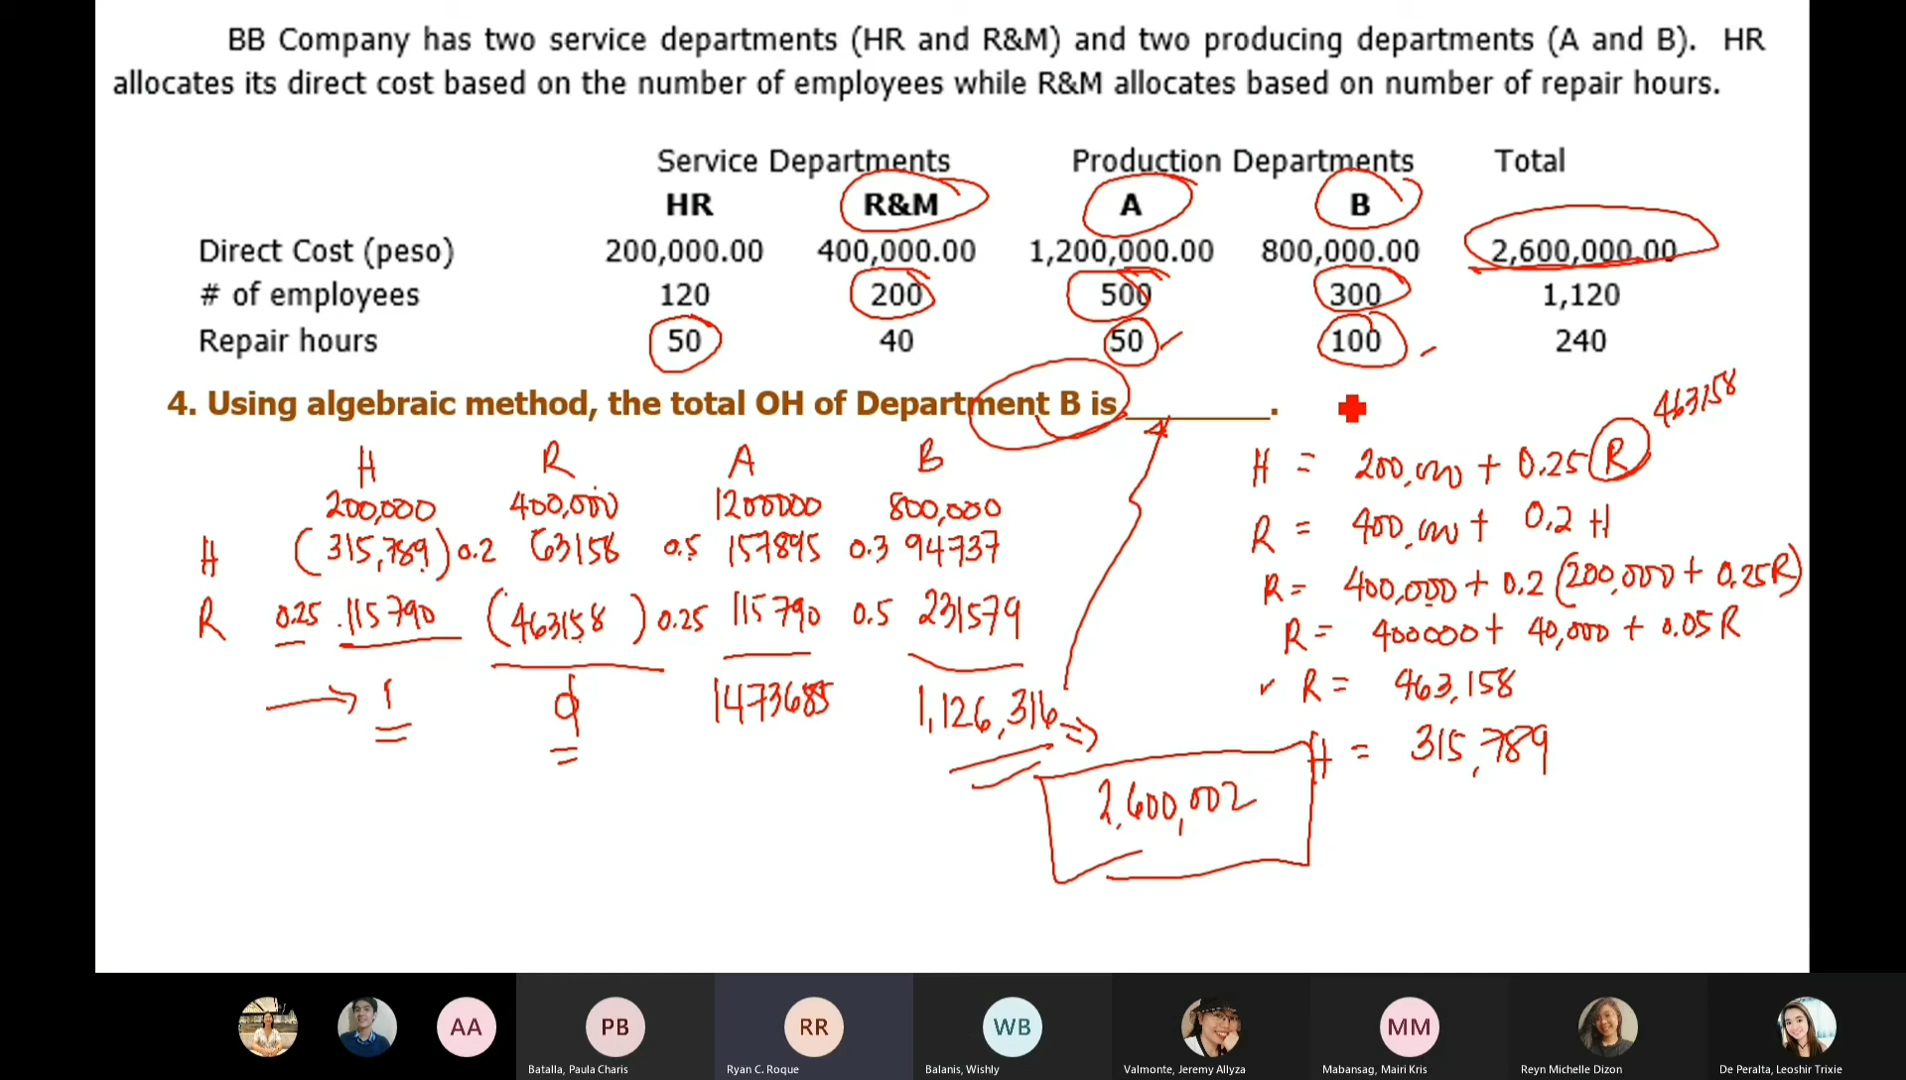 BB Company has two service departments (HR and R&M) and two producing departments (A and B). HR
allocates its direct cost based on the number of employees while R&M allocates based on number of repair hours.
Service Departments Production Departments Total
HR R&M A B
Direct Cost (peso) 200,000.00 400,000.00 1,200,000.00 800,000.00 2,600,000.00
# of employees 120 200 500 300 1,120
Repair hours 50 40 50 100 240
4. Using algebraic method, the total OH of Department B is ________.
463158
H R A B
200,000 400,000 1200000 800,000
H (315,789) 0.2 63158 0.5 157895 0.3 94737
R 0.25 115790 (463158) 0.25 115790 0.5 231579
1 0 1473685 1,126,316
2,600,002
H = 200,000 + 0.25 R
R = 400,000 + 0.2 H
R = 400,000 + 0.2 (200,000 + 0.25R)
R = 400000 + 40,000 + 0.05 R
R = 463,158
H = 315,789
AA PB RR WB MM
Batalla, Paula Charis
Ryan C. Roque
Balanis, Wishly
Valmonte, Jeremy Allyza
Mabansag, Mairi Kris
Reyn Michelle Dizon
De Peralta, Leoshir Trixie